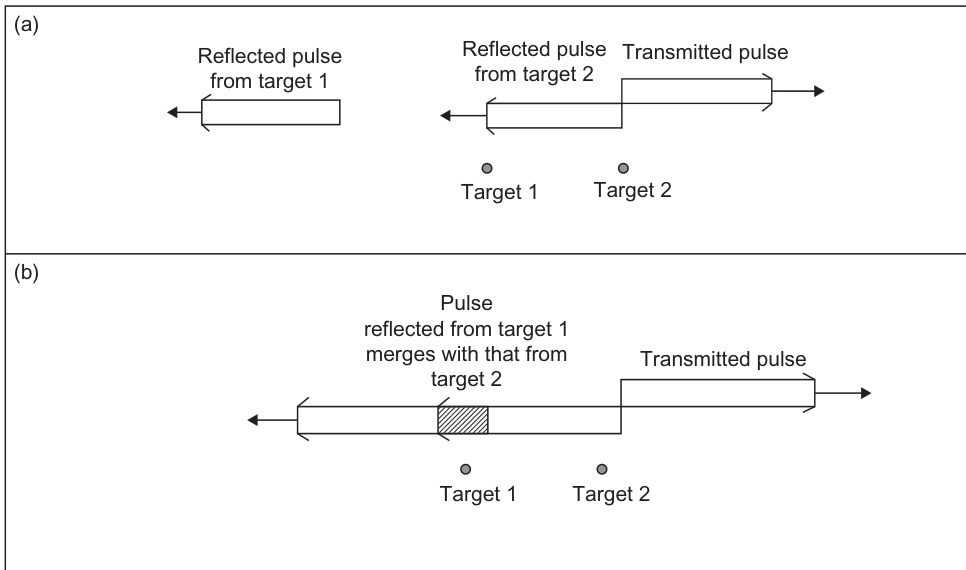 (a)
Reflected pulse
from target 1
Reflected pulse
from target 2
Transmitted pulse
Target 1
Target 2
(b)
Pulse
reflected from target 1
merges with that from
target 2
Transmitted pulse
Target 1
Target 2